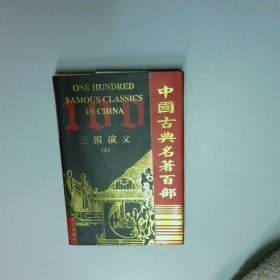 ONE HUNDRED
FAMOUS CLASSICS
IN CHINA
100
三国演义
(上)
中國古典名著百部